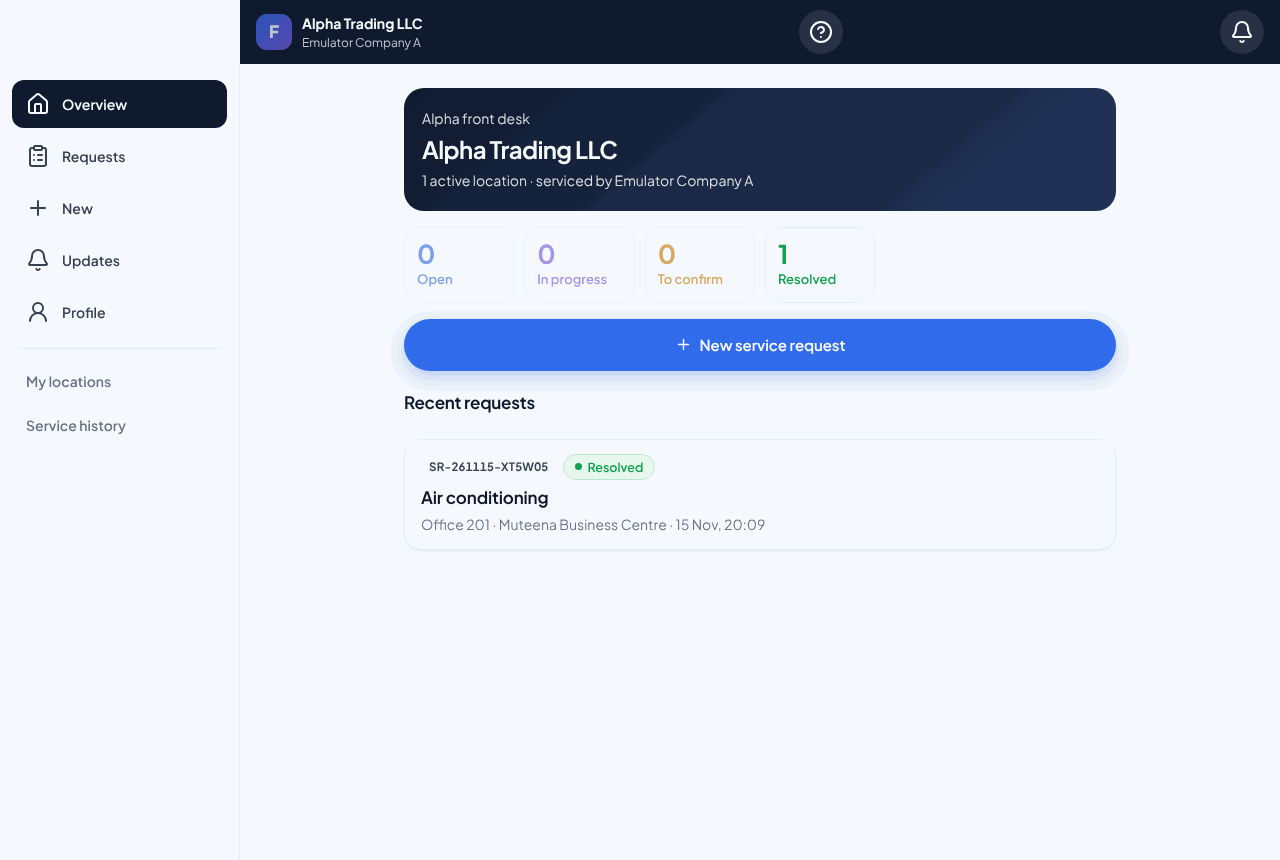 F
Alpha Trading LLC
Emulator Company A
Overview
Requests
New
Updates
Profile
My locations
Service history
Alpha front desk
Alpha Trading LLC
1 active location · serviced by Emulator Company A
0
Open
0
In progress
0
To confirm
1
Resolved
+ New service request
Recent requests
SR-261115-XT5W05 Resolved
Air conditioning
Office 201 · Muteena Business Centre · 15 Nov, 20:09